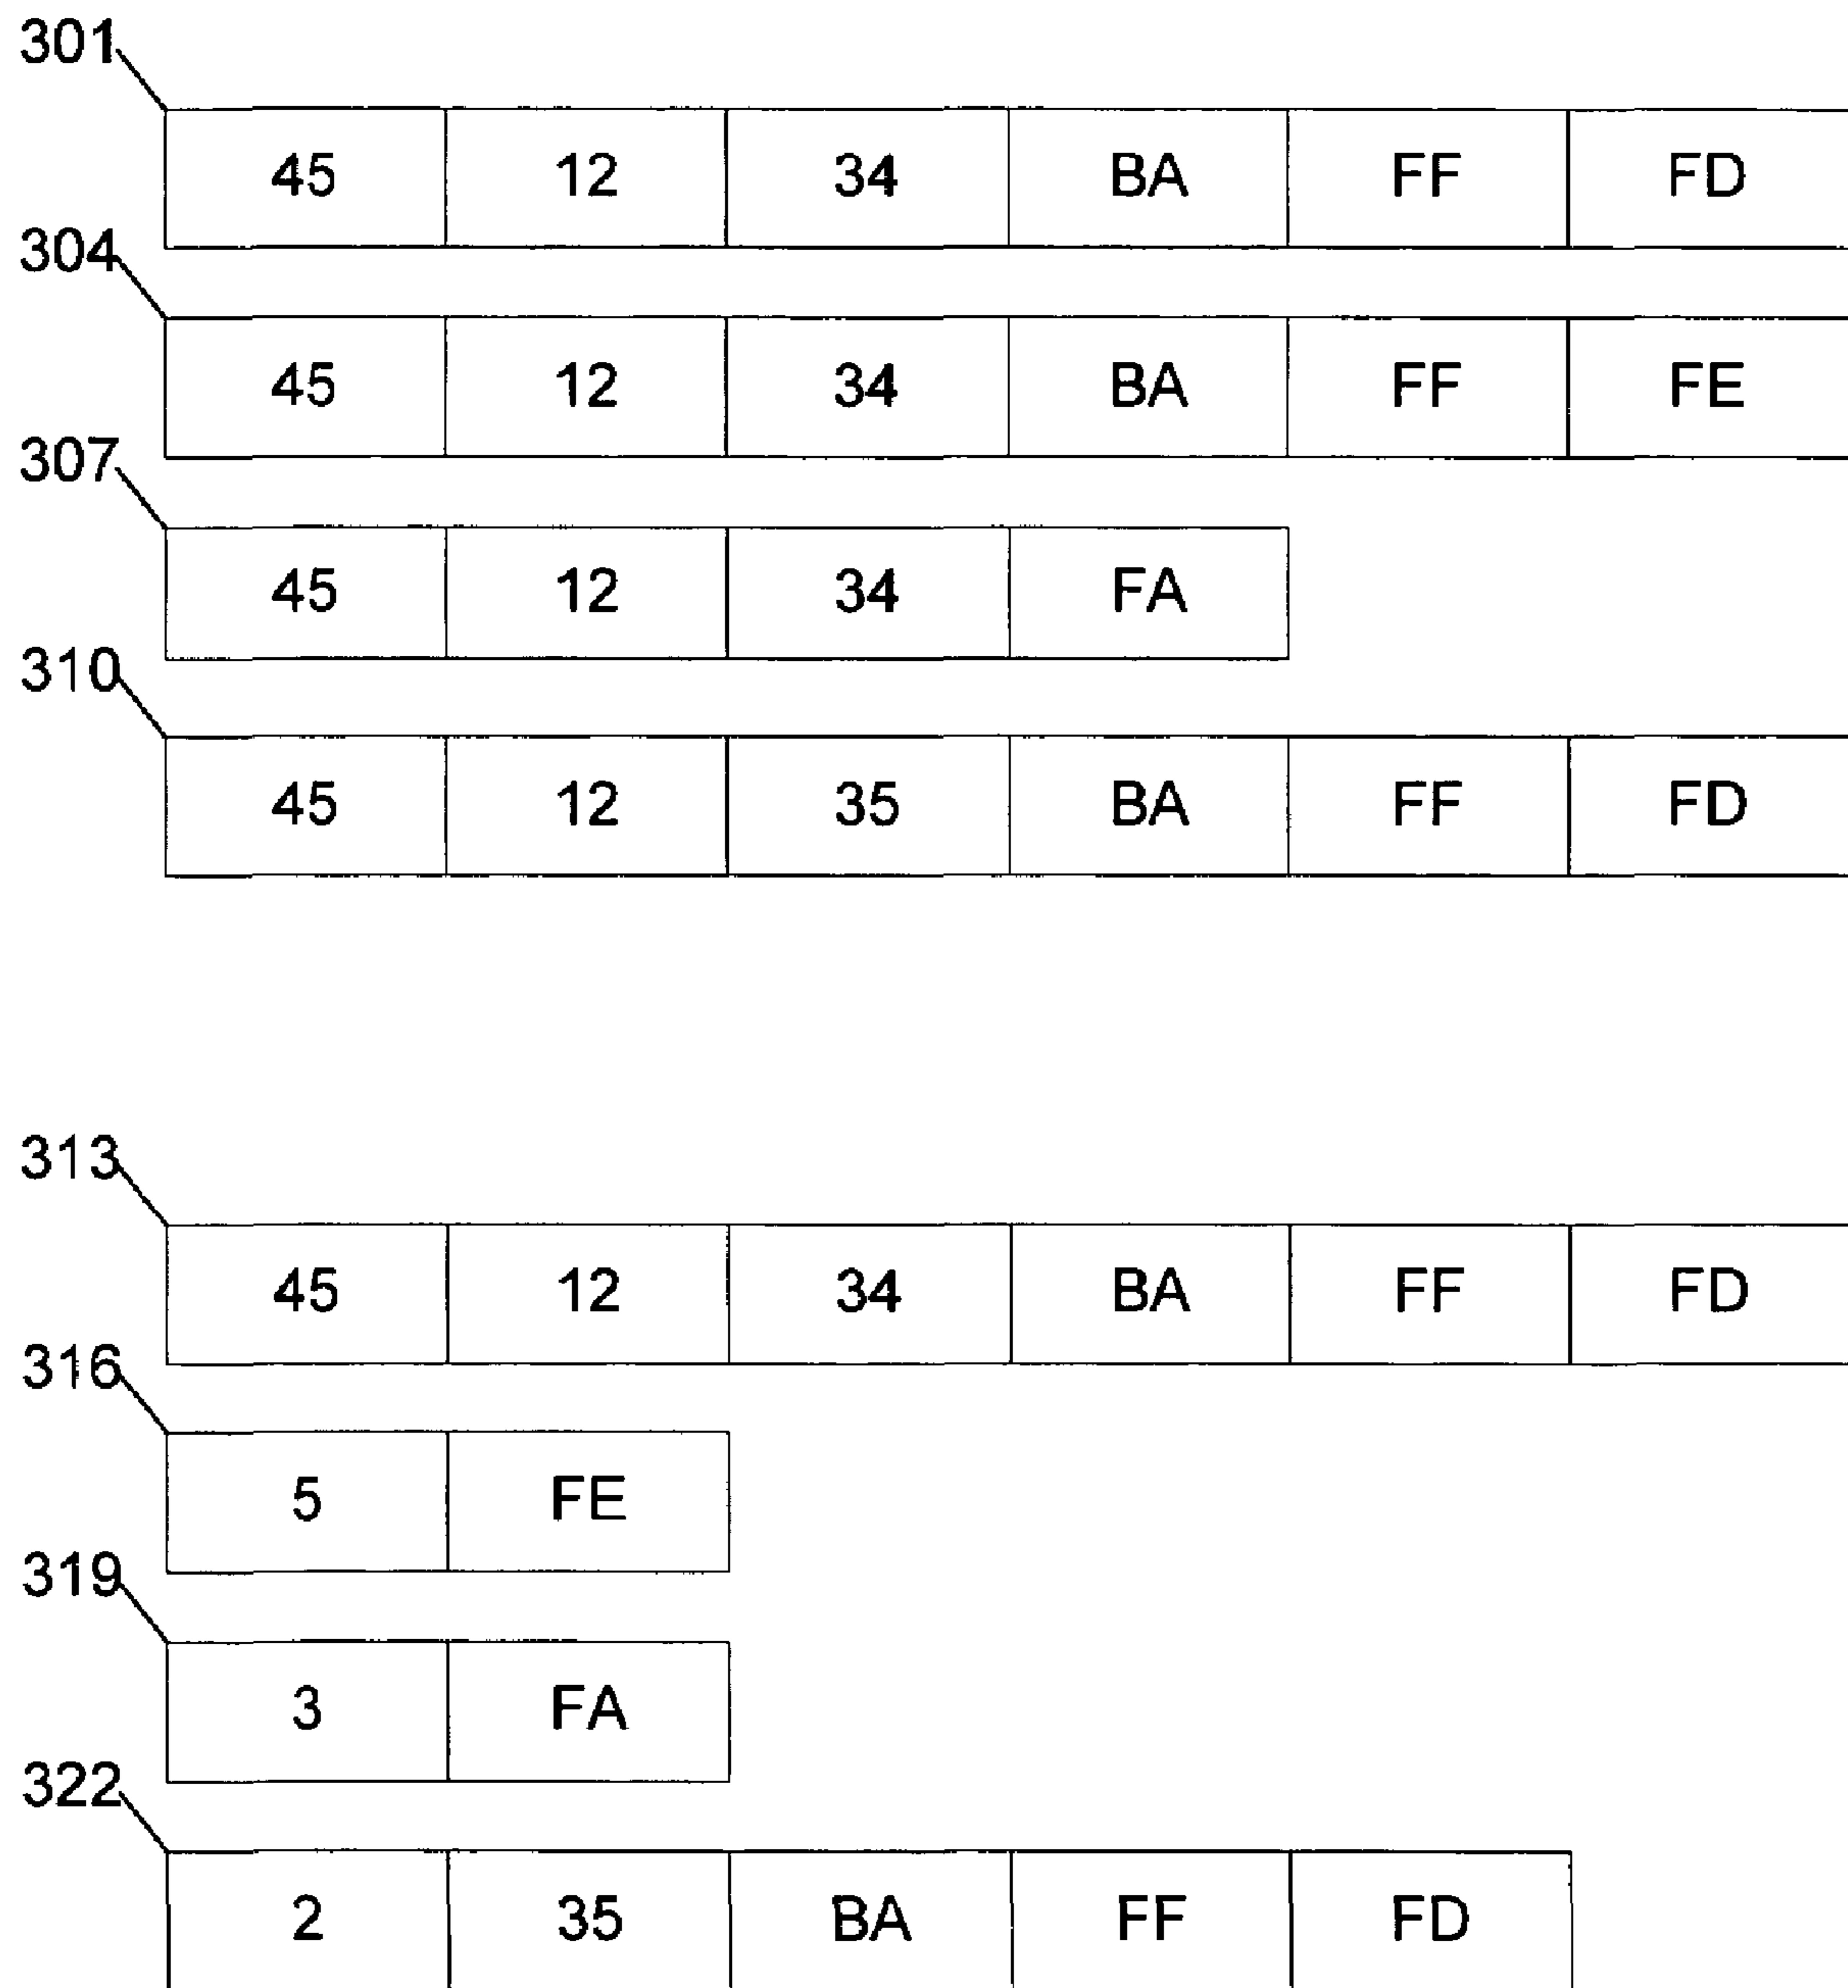 301
45 12 34 BA FF FD
304
45 12 34 BA FF FE
307
45 12 34 FA
310
45 12 35 BA FF FD
313
45 12 34 BA FF FD
316
5 FE
319
3 FA
322
2 35 BA FF FD